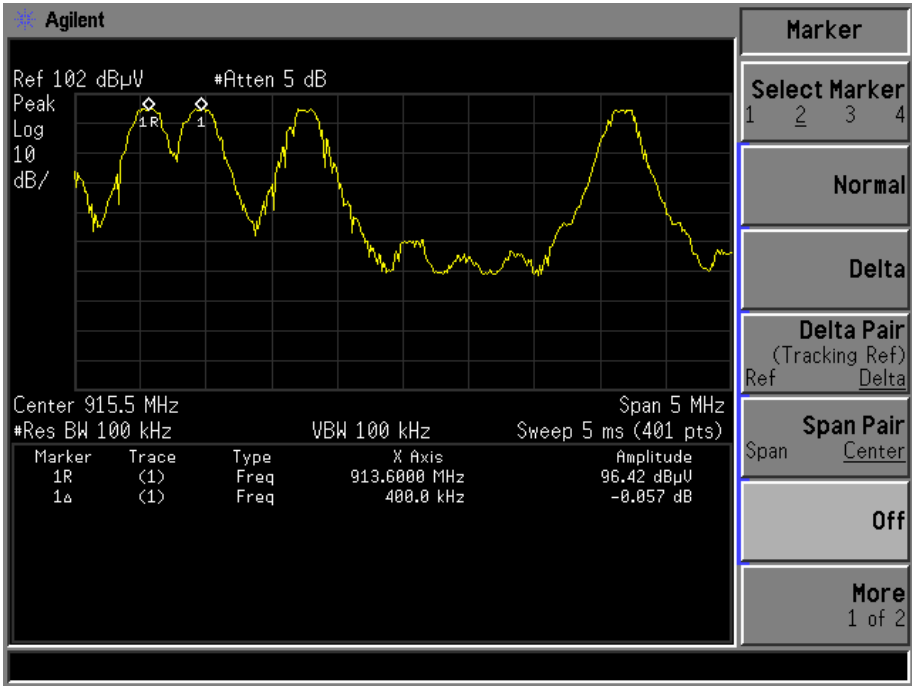 Agilent
Ref 102 dBµV #Atten 5 dB
Peak
Log
10
dB/
1R 1
Center 915.5 MHz Span 5 MHz
#Res BW 100 kHz VBW 100 kHz Sweep 5 ms (401 pts)
Marker Trace Type X Axis Amplitude
1R (1) Freq 913.6000 MHz 96.42 dBµV
1Δ (1) Freq 400.0 kHz -0.057 dB
Marker
Select Marker
1 2 3 4
Normal
Delta
Delta Pair
(Tracking Ref)
Ref Delta
Span Pair
Span Center
Off
More
1 of 2